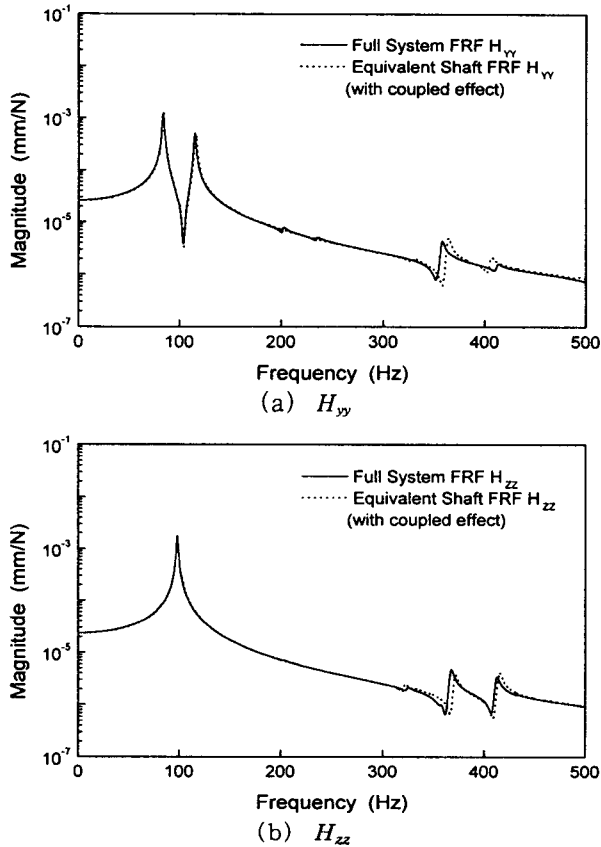 10⁻¹
10⁻³
10⁻⁵
10⁻⁷
Magnitude (mm/N)
Full System FRF H_YY
Equivalent Shaft FRF H_YY
(with coupled effect)
0 100 200 300 400 500
Frequency (Hz)
(a) H_yy
10⁻¹
10⁻³
10⁻⁵
10⁻⁷
Magnitude (mm/N)
Full System FRF H_ZZ
Equivalent Shaft FRF H_ZZ
(with coupled effect)
0 100 200 300 400 500
Frequency (Hz)
(b) H_zz